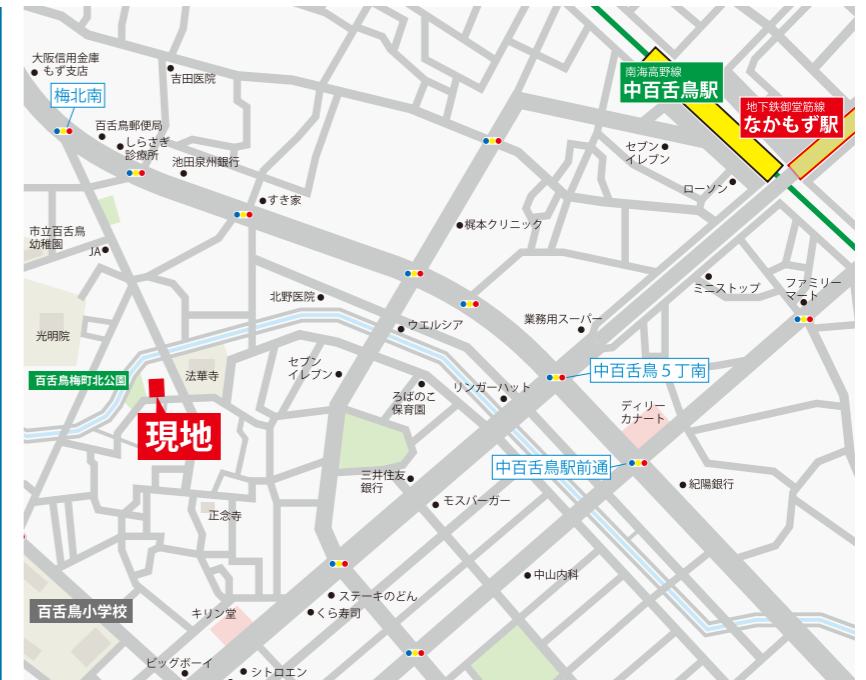 大阪信用金庫
もず支店
吉田医院
梅北南
百舌鳥郵便局
しらさぎ
診療所
池田泉州銀行
南海高野線
中百舌鳥駅
地下鉄御堂筋線
なかもず駅
セブン
イレブン
ローソン
すき家
梶本クリニック
市立百舌鳥
幼稚園
JA
北野医院
ウエルシア
業務用スーパー
ミニストップ
ファミリー
マート
光明院
百舌鳥梅町北公園
法華寺
セブン
イレブン
ろばのこ
保育園
リンガーハット
中百舌鳥５丁南
ディリー
カナート
現地
中百舌鳥駅前通
三井住友
銀行
モスバーガー
紀陽銀行
正念寺
中山内科
百舌鳥小学校
キリン堂
ステーキのどん
くら寿司
ビッグボーイ
シトロエン